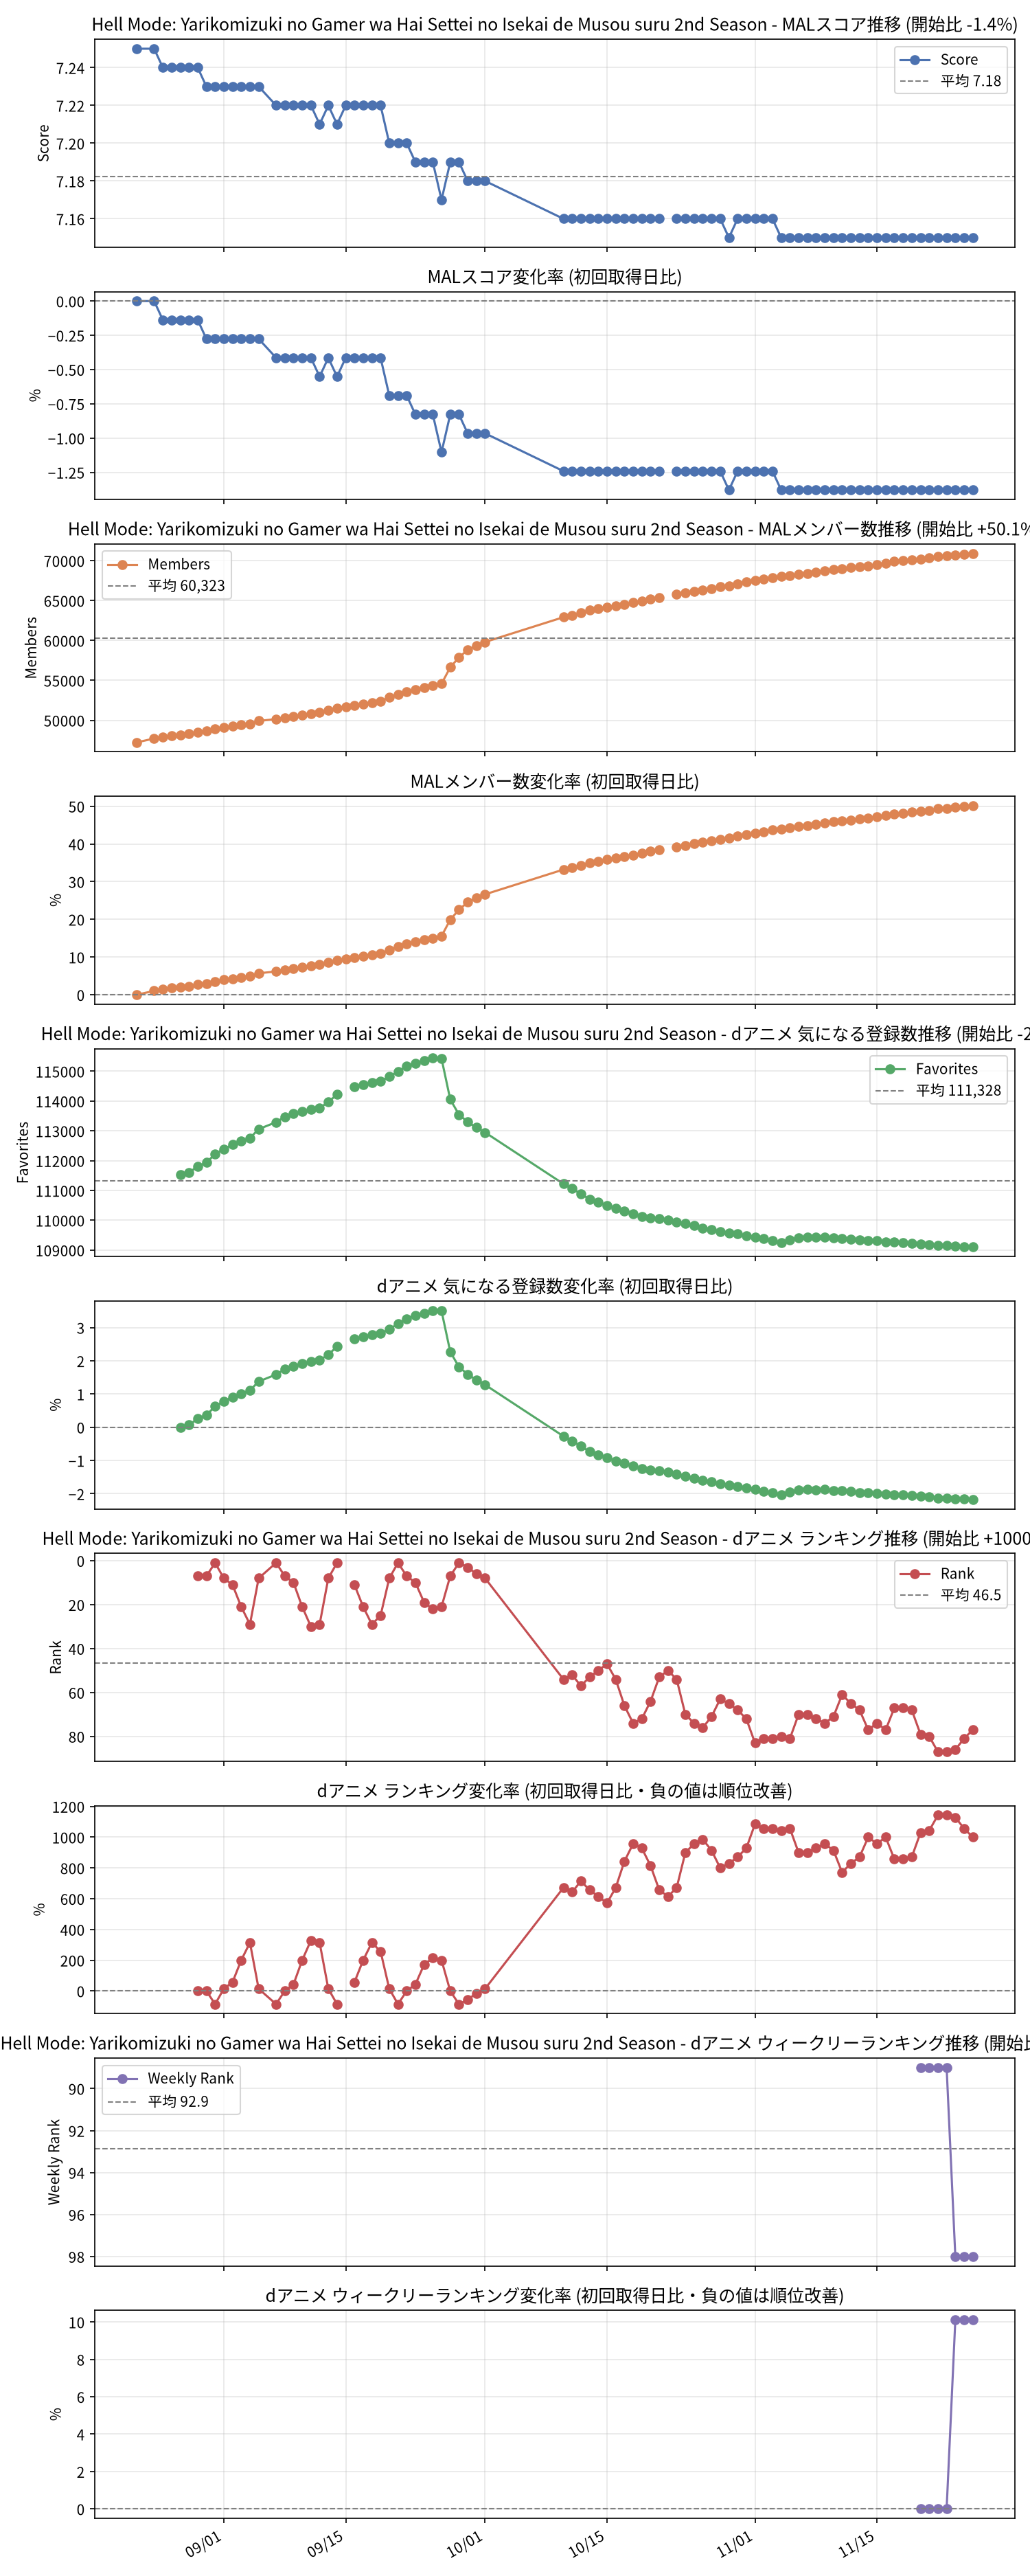 Hell Mode: Yarikomizuki no Gamer wa Hai Settei no Isekai de Musou suru 2nd Season - MALスコア推移 (開始比 -1.4%)
Score
平均 7.18
7.24
7.22
7.20
7.18
7.16
Score
MALスコア変化率 (初回取得日比)
0.00
−0.25
−0.50
−0.75
−1.00
−1.25
%
Hell Mode: Yarikomizuki no Gamer wa Hai Settei no Isekai de Musou suru 2nd Season - MALメンバー数推移 (開始比 +50.1%
Members
平均 60,323
70000
65000
60000
55000
50000
Members
MALメンバー数変化率 (初回取得日比)
50
40
30
20
10
0
%
Hell Mode: Yarikomizuki no Gamer wa Hai Settei no Isekai de Musou suru 2nd Season - dアニメ 気になる登録数推移 (開始比 -2
Favorites
平均 111,328
115000
114000
113000
112000
111000
110000
109000
Favorites
dアニメ 気になる登録数変化率 (初回取得日比)
3
2
1
0
−1
−2
%
Hell Mode: Yarikomizuki no Gamer wa Hai Settei no Isekai de Musou suru 2nd Season - dアニメ ランキング推移 (開始比 +1000
Rank
平均 46.5
0
20
40
60
80
Rank
dアニメ ランキング変化率 (初回取得日比・負の値は順位改善)
1200
1000
800
600
400
200
0
%
Hell Mode: Yarikomizuki no Gamer wa Hai Settei no Isekai de Musou suru 2nd Season - dアニメ ウィークリーランキング推移 (開始比
Weekly Rank
平均 92.9
90
92
94
96
98
Weekly Rank
dアニメ ウィークリーランキング変化率 (初回取得日比・負の値は順位改善)
10
8
6
4
2
0
%
09/01
09/15
10/01
10/15
11/01
11/15